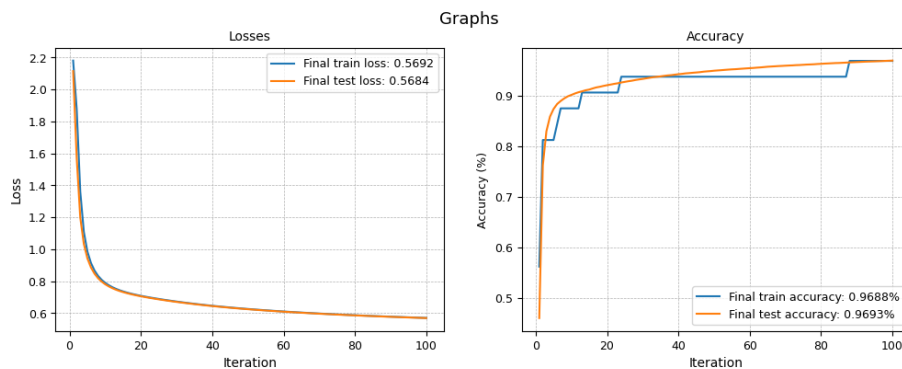 Graphs
Losses
Final train loss: 0.5692
Final test loss: 0.5684
2.2
2.0
1.8
1.6
1.4
1.2
1.0
0.8
0.6
Loss
0
20
40
60
80
100
Iteration
Accuracy
Final train accuracy: 0.9688%
Final test accuracy: 0.9693%
0.9
0.8
0.7
0.6
0.5
Accuracy (%)
0
20
40
60
80
100
Iteration